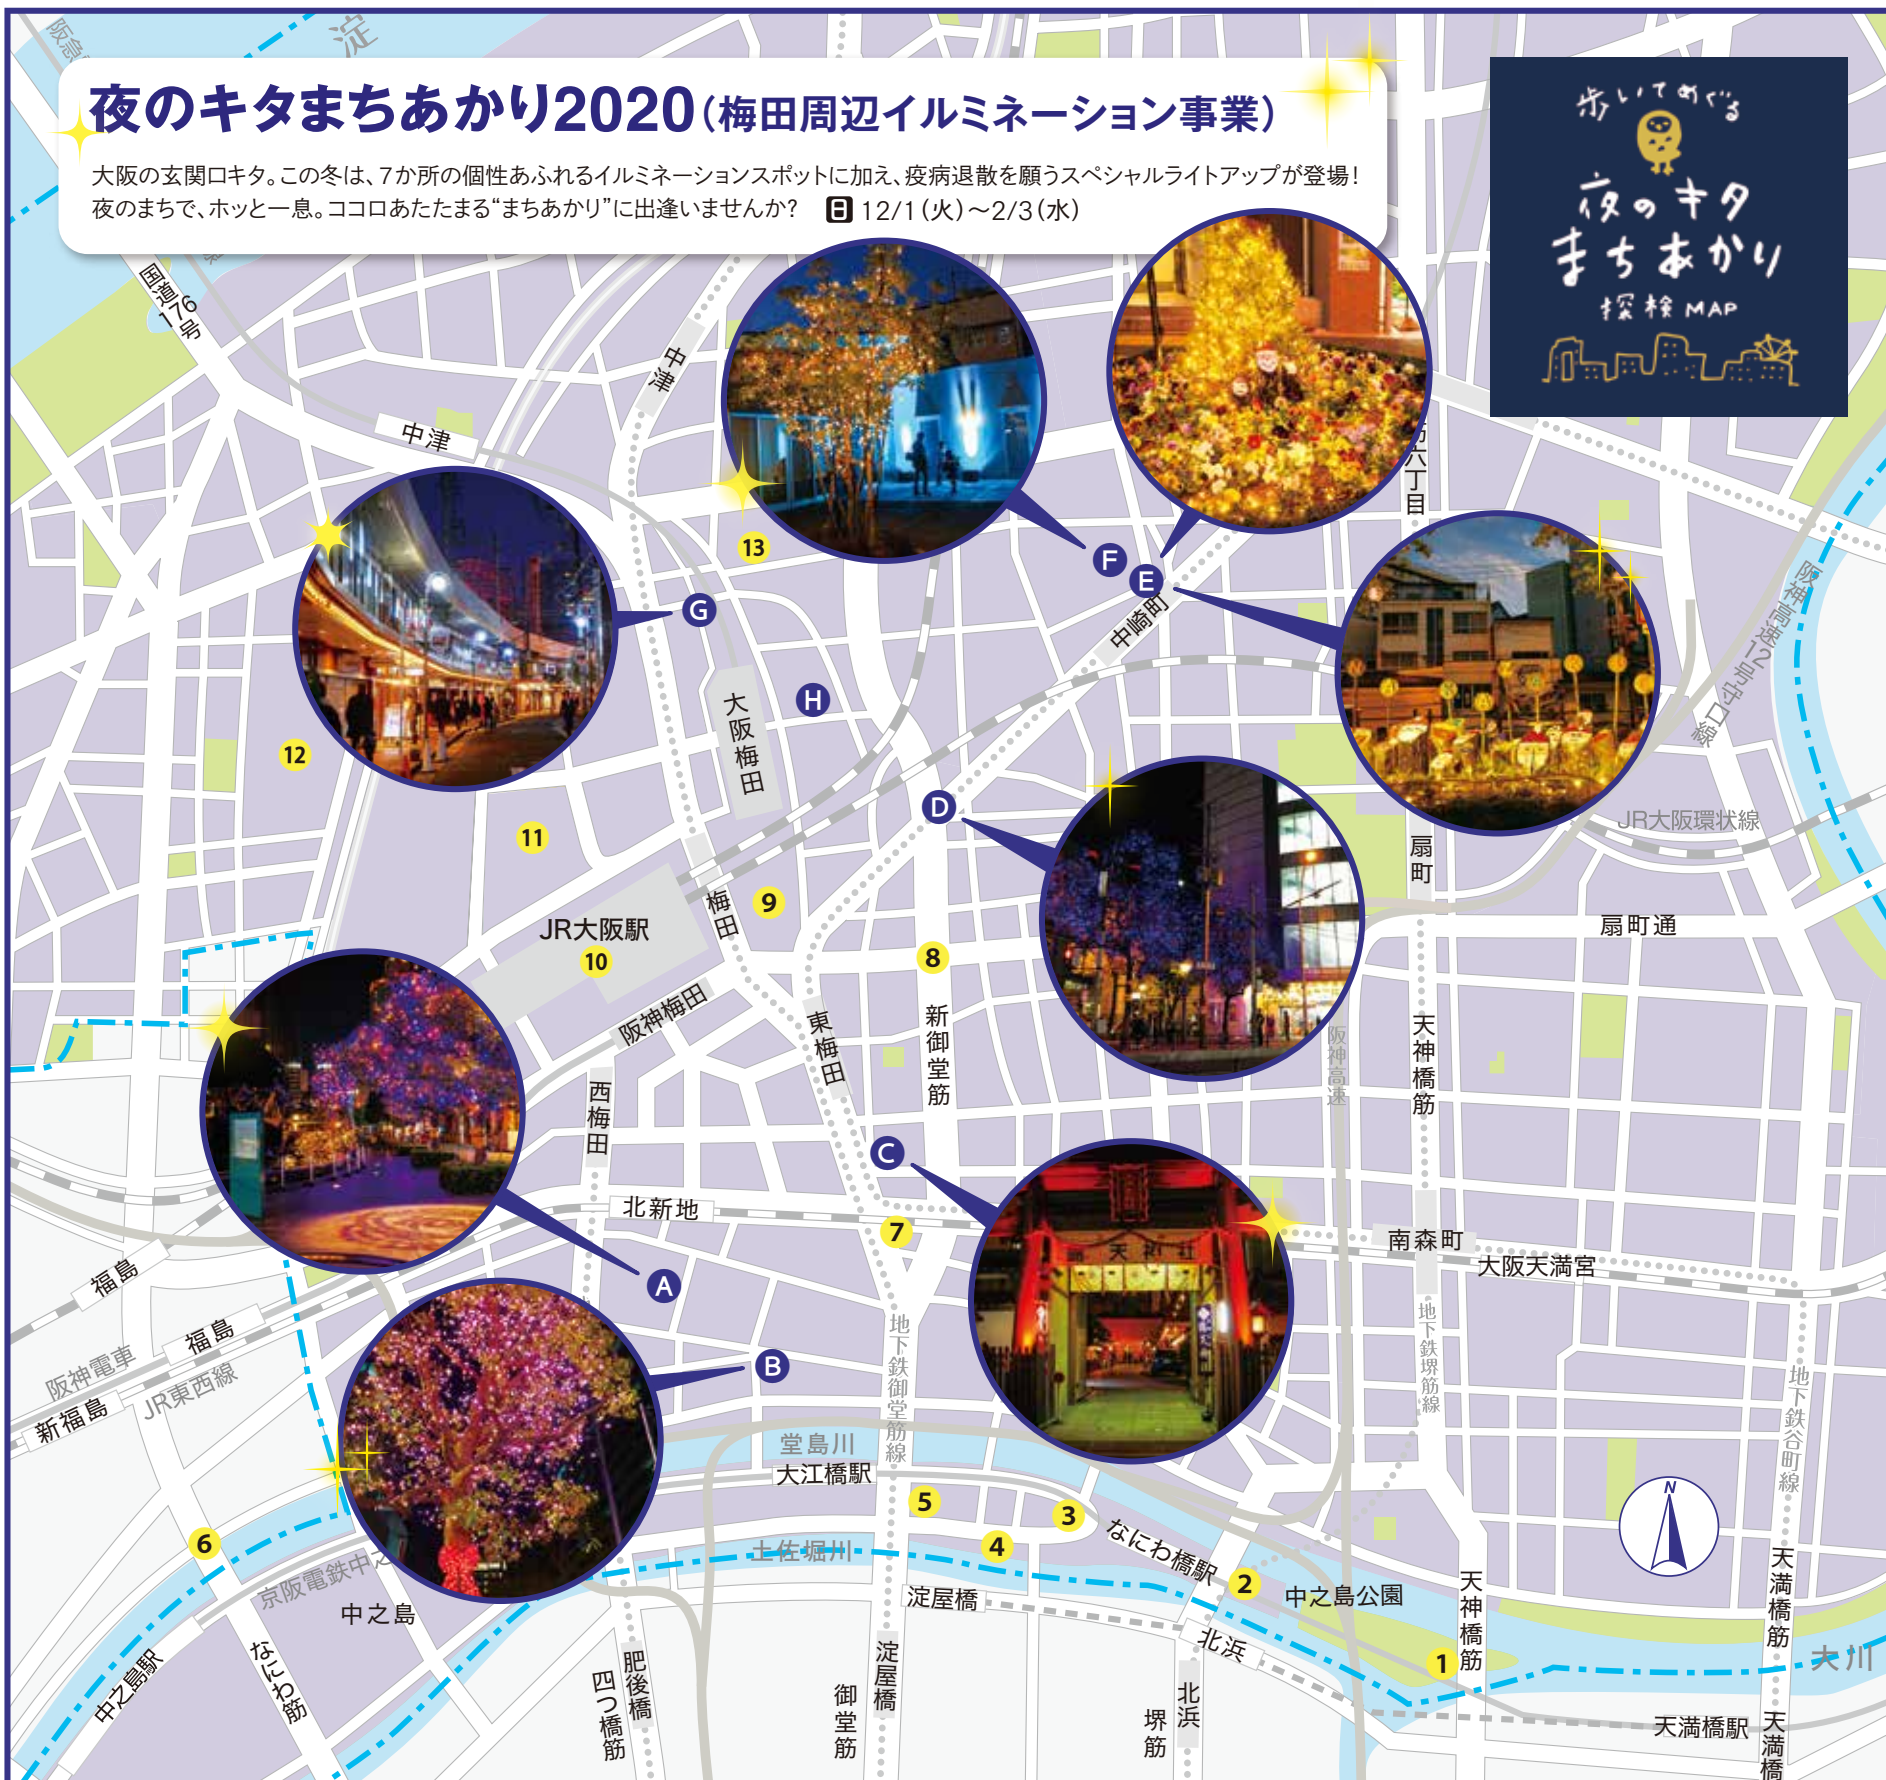 夜のキタまちあかり2020(梅田周辺イルミネーション事業)
大阪の玄関口キタ。この冬は、7か所の個性あふれるイルミネーションスポットに加え、疫病退散を願うスペシャルライトアップが登場!
夜のまちで、ホッと一息。ココロあたたまる“まちあかり”に出逢いませんか? 日 12/1(火)〜2/3(水)
歩いてめぐる
夜のキタ
まちあかり
探検 MAP
阪急
淀
国道176号
中津
中津
六丁目
阪神高速12号守口線
13
F
E
G
中崎町
H
大阪梅田
12
D
11
JR大阪環状線
扇町
梅田
9
扇町通
JR大阪駅
10
8
阪神梅田
東梅田
新御堂筋
阪神高速
天神橋筋
西梅田
C
天神社
北新地
7
南森町
大阪天満宮
福島
A
福島
阪神電車
JR東西線
新福島
B
地下鉄御堂筋線
地下鉄堺筋線
地下鉄谷町線
堂島川
大江橋駅
5
3
4
6
土佐堀川
なにわ橋駅
2
中之島公園
N
京阪電鉄中之
中之島
淀屋橋
北浜
天神橋筋
天満橋筋
1
大川
中之島駅
なにわ筋
四つ橋筋
肥後橋
御堂筋
淀屋橋
堺筋
北浜
天満橋駅
天満橋